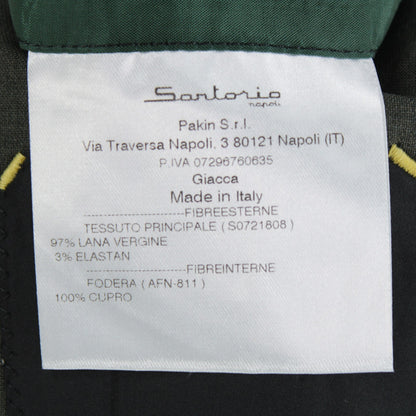 Sartorio
napoli
Pakin S.r.l.
Via Traversa Napoli, 3 80121 Napoli (IT)
P.IVA 07296760635
Giacca
Made in Italy
--------------------FIBREESTERNE
TESSUTO PRINCIPALE ( S0721808 )
97% LANA VERGINE
3% ELASTAN
--------------------FIBREINTERNE
FODERA ( AFN-811 )
100% CUPRO